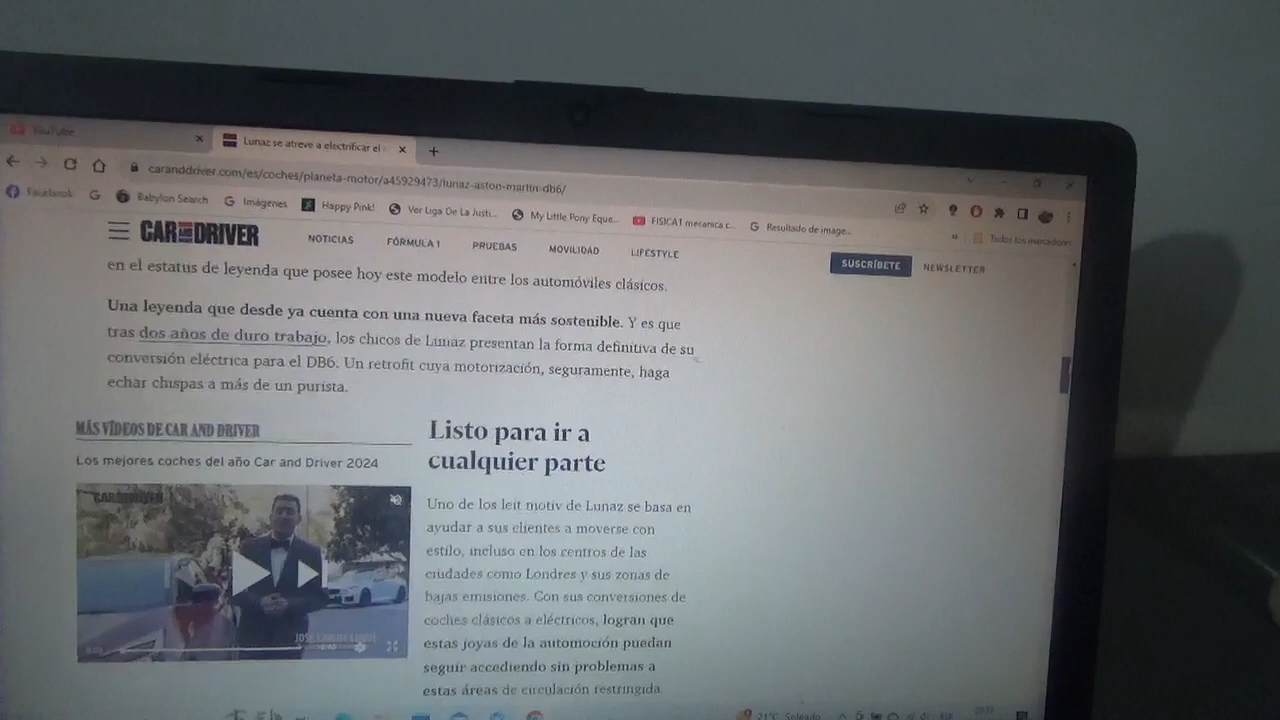 YouTube
Lunaz se atreve a electrificar el
caranddriver.com/es/coches/planeta-motor/a45929473/lunaz-aston-martin-db6/
Facebook
Babylon Search
Imágenes
Happy Pink!
Ver Liga De La Justi...
My Little Pony Eque...
FISICA1 mecanica c...
Resultado de image...
»
Todos los marcadores
CAR AND DRIVER
NOTICIAS
FÓRMULA 1
PRUEBAS
MOVILIDAD
LIFESTYLE
SUSCRÍBETE
NEWSLETTER
en el estatus de leyenda que posee hoy este modelo entre los automóviles clásicos.
Una leyenda que desde ya cuenta con una nueva faceta más sostenible. Y es que
tras dos años de duro trabajo, los chicos de Lunaz presentan la forma definitiva de su
conversión eléctrica para el DB6. Un retrofit cuya motorización, seguramente, haga
echar chispas a más de un purista.
MÁS VÍDEOS DE CAR AND DRIVER
Los mejores coches del año Car and Driver 2024
CAR AND DRIVER
Listo para ir a
cualquier parte
Uno de los leit motiv de Lunaz se basa en
ayudar a sus clientes a moverse con
estilo, incluso en los centros de las
ciudades como Londres y sus zonas de
bajas emisiones. Con sus conversiones de
coches clásicos a eléctricos, logran que
estas joyas de la automoción puedan
seguir accediendo sin problemas a
estas áreas de circulación restringida
21°C Soleado